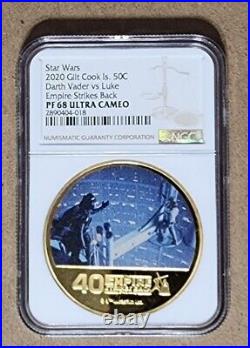 Star Wars
2020 Gilt Cook Is. 50C
Darth Vader vs Luke
Empire Strikes Back
PF 68 ULTRA CAMEO
2890404-018
NUMISMATIC GUARANTY CORPORATION
NGC
40 EMPIRE